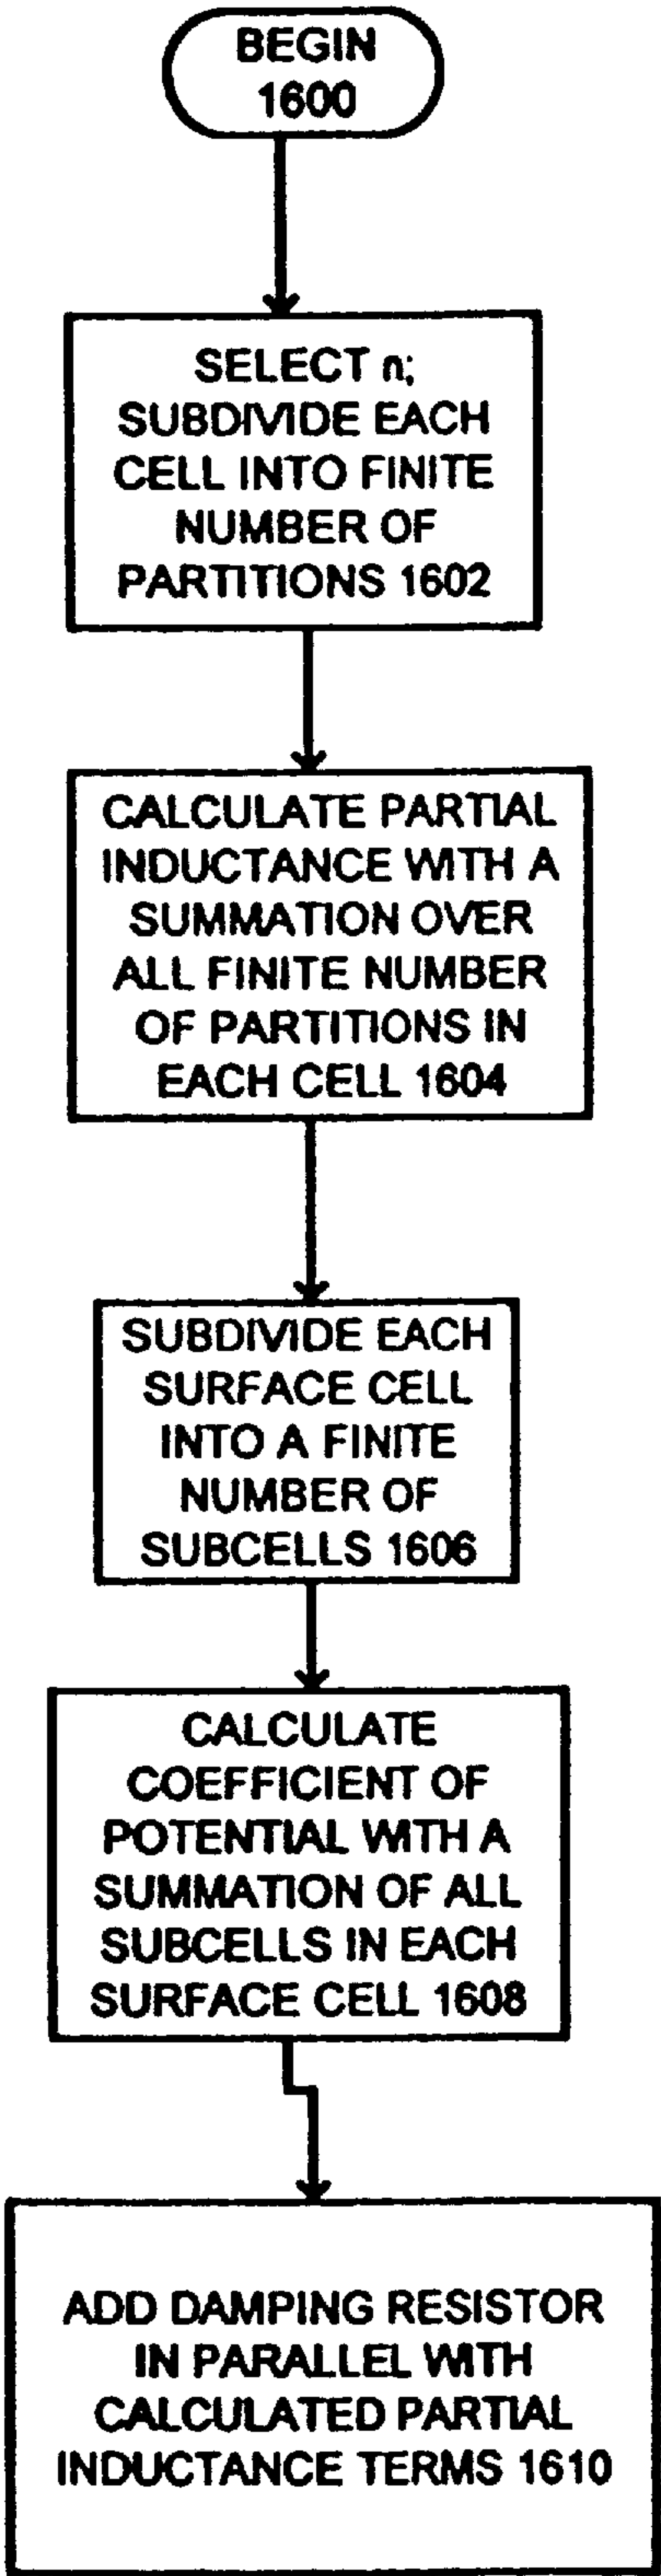 BEGIN
1600
SELECT n;
SUBDIVIDE EACH
CELL INTO FINITE
NUMBER OF
PARTITIONS 1602
CALCULATE PARTIAL
INDUCTANCE WITH A
SUMMATION OVER
ALL FINITE NUMBER
OF PARTITIONS IN
EACH CELL 1604
SUBDIVIDE EACH
SURFACE CELL
INTO A FINITE
NUMBER OF
SUBCELLS 1606
CALCULATE
COEFFICIENT OF
POTENTIAL WITH A
SUMMATION OF ALL
SUBCELLS IN EACH
SURFACE CELL 1608
ADD DAMPING RESISTOR
IN PARALLEL WITH
CALCULATED PARTIAL
INDUCTANCE TERMS 1610